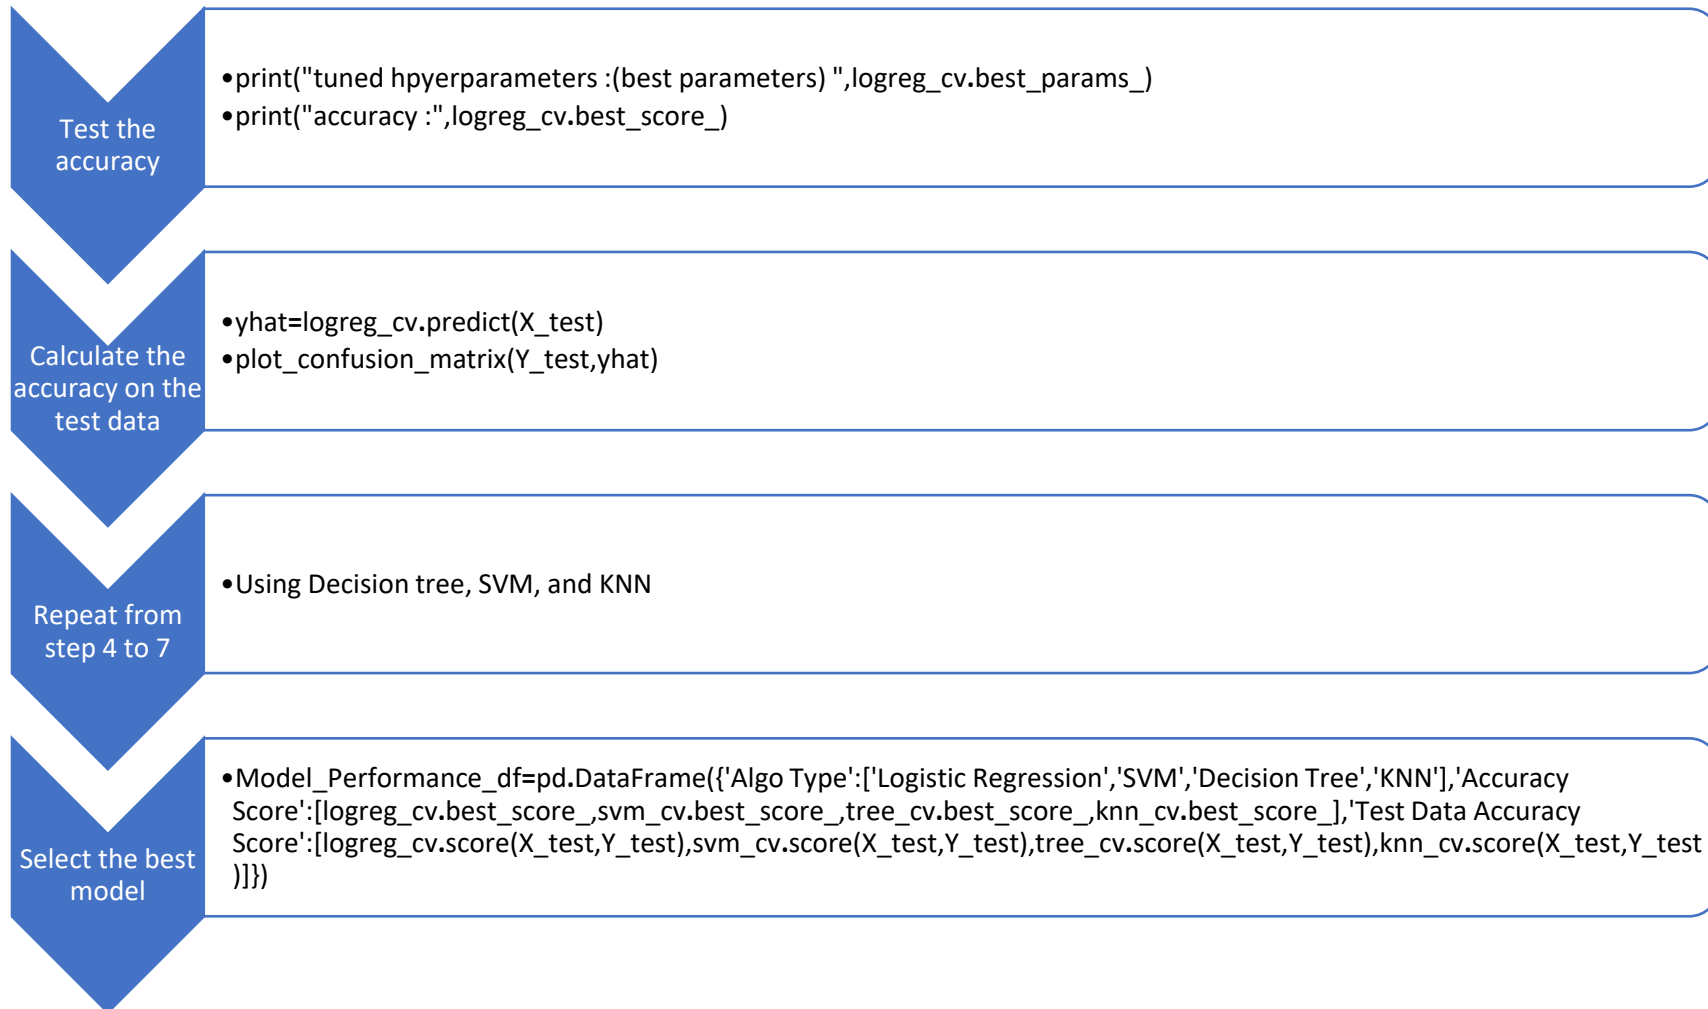 Test the
accuracy
•print("tuned hpyerparameters :(best parameters) ",logreg_cv.best_params_)
•print("accuracy :",logreg_cv.best_score_)
Calculate the
accuracy on the
test data
•yhat=logreg_cv.predict(X_test)
•plot_confusion_matrix(Y_test,yhat)
Repeat from
step 4 to 7
•Using Decision tree, SVM, and KNN
Select the best
model
•Model_Performance_df=pd.DataFrame({'Algo Type':['Logistic Regression','SVM','Decision Tree','KNN'],'Accuracy
Score':[logreg_cv.best_score_,svm_cv.best_score_,tree_cv.best_score_,knn_cv.best_score_],'Test Data Accuracy
Score':[logreg_cv.score(X_test,Y_test),svm_cv.score(X_test,Y_test),tree_cv.score(X_test,Y_test),knn_cv.score(X_test,Y_test
)]})